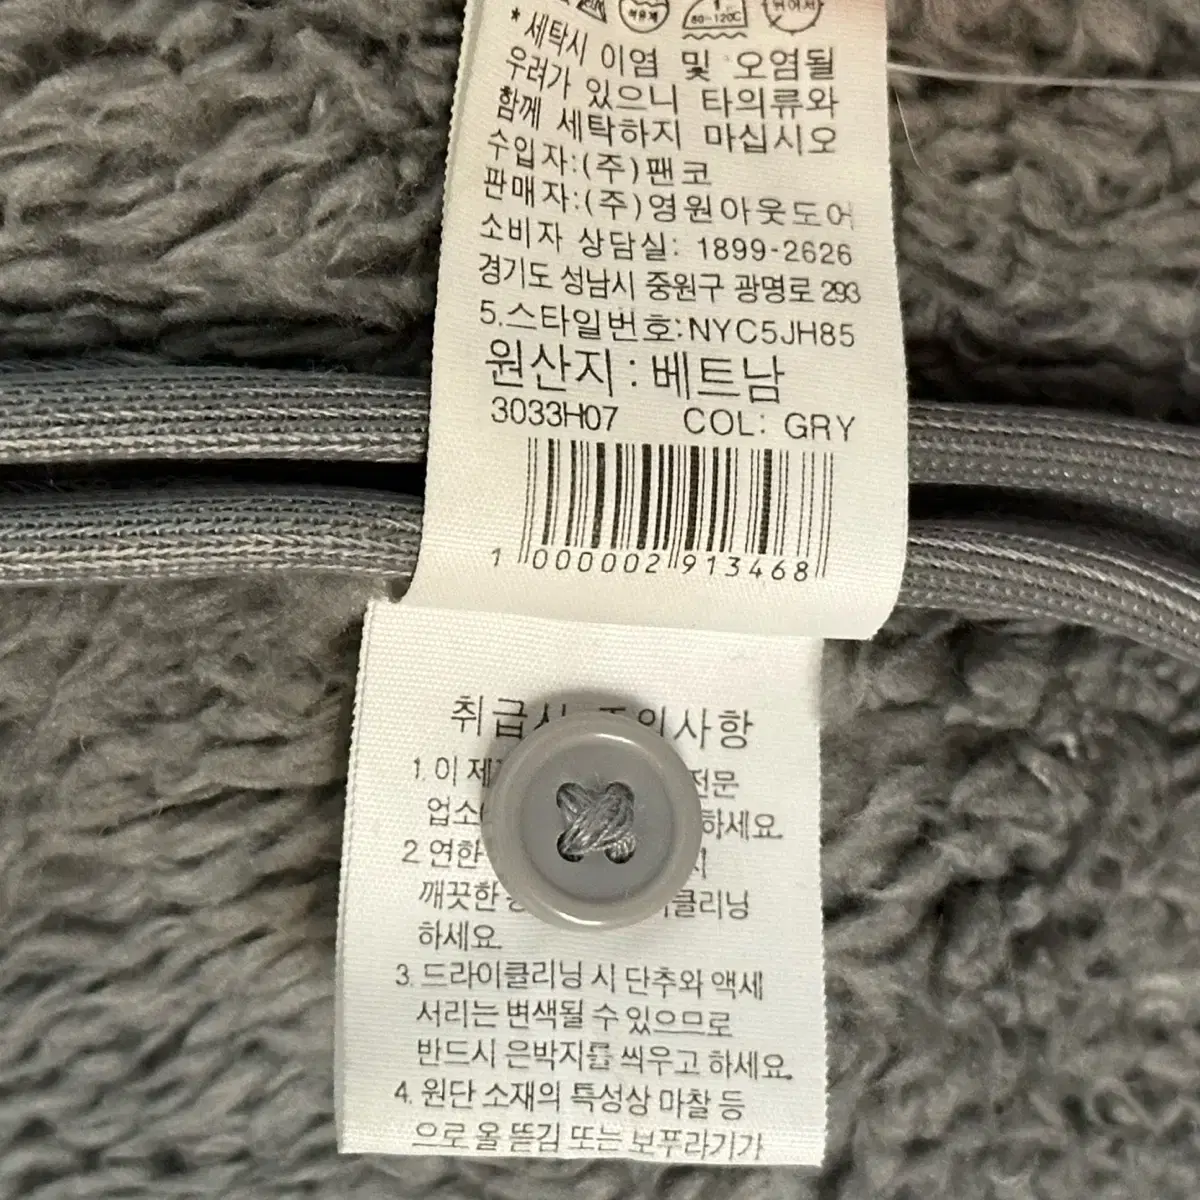 석유계
80~120℃
* 세탁시 이염 및 오염될
우려가 있으니 타의류와
함께 세탁하지 마십시오
수입자:(주)팬코
판매자:(주)영원아웃도어
소비자 상담실: 1899-2626
경기도 성남시 중원구 광명로 293
5.스타일번호:NYC5JH85
원산지 : 베트남
3033H07 COL: GRY
1 000002 913468
취급시 주의사항
1. 이 전문
하세요.
2. 연한
깨끗한
하세요.
3. 드라이클리닝 시 단추와 액세
서리는 변색될 수 있으므로
반드시 은박지를 씌우고 하세요.
4. 원단 소재의 특성상 마찰 등
으로 올 뜯김 또는 보푸라기가